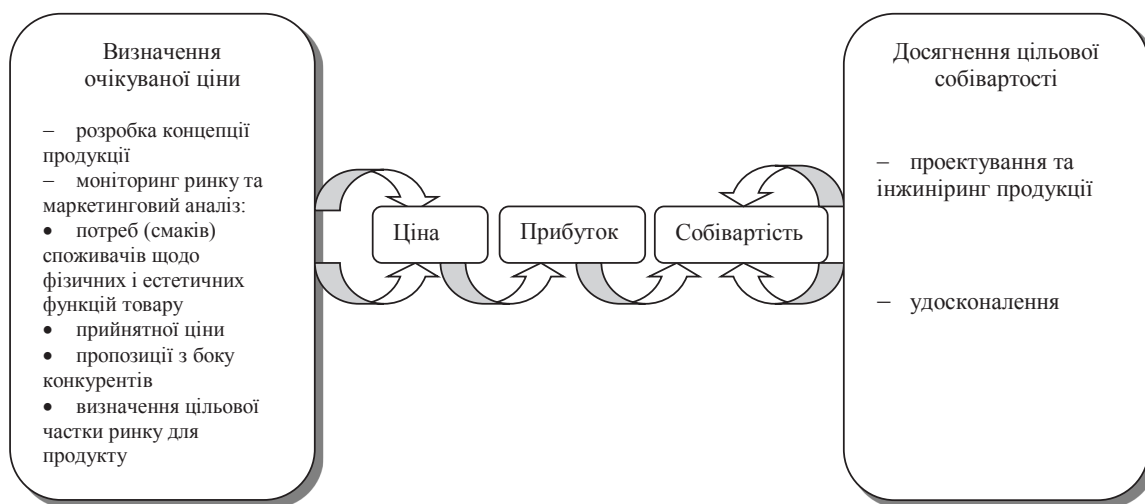 Визначення
очікуваної ціни
– розробка концепції
продукції
– моніторинг ринку та
маркетинговий аналіз:
• потреб (смаків)
споживачів щодо
фізичних і естетичних
функцій товару
• прийнятної ціни
• пропозиції з боку
конкурентів
• визначення цільової
частки ринку для
продукту
Ціна
Прибуток
Собівартість
Досягнення цільової
собівартості
– проектування та
інжиніринг продукції
– удосконалення